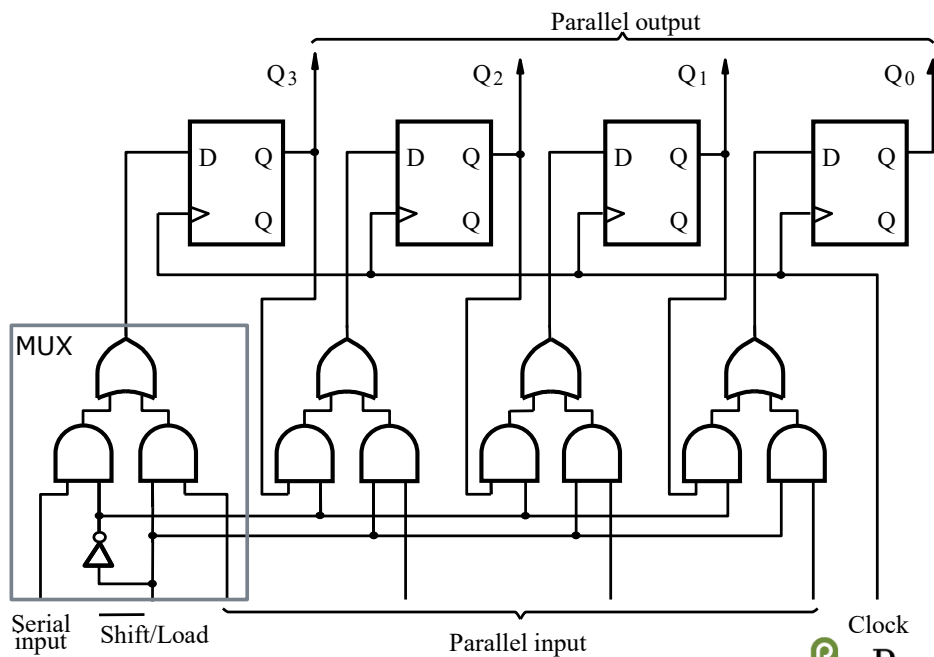 Parallel output
Q3 Q2 Q1 Q0
D Q D Q D Q D Q
Q Q Q Q
MUX
Serial input
Shift/Load
Parallel input
Clock